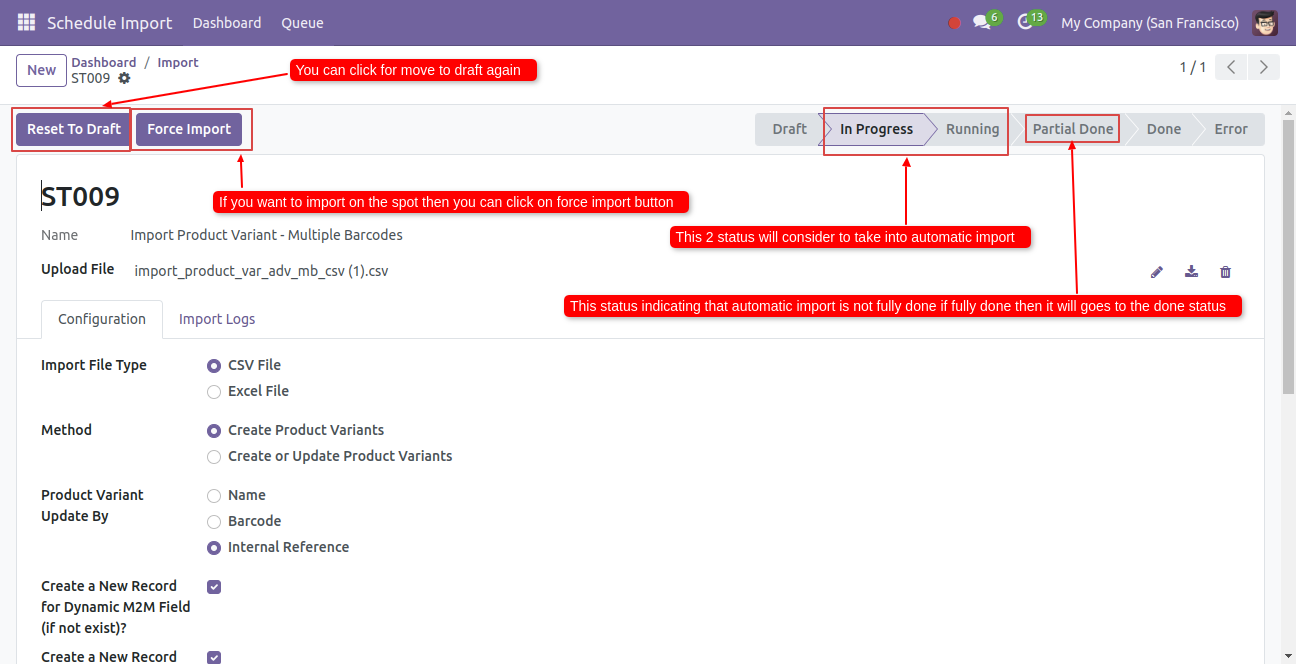 Schedule Import Dashboard Queue 6 13 My Company (San Francisco)
New Dashboard / Import
ST009
1 / 1
You can click for move to draft again
Reset To Draft Force Import Draft In Progress Running Partial Done Done Error
ST009
If you want to import on the spot then you can click on force import button
Name Import Product Variant - Multiple Barcodes
This 2 status will consider to take into automatic import
Upload File import_product_var_adv_mb_csv (1).csv
This status indicating that automatic import is not fully done if fully done then it will goes to the done status
Configuration Import Logs
Import File Type CSV File
Excel File
Method Create Product Variants
Create or Update Product Variants
Product Variant Name
Update By
Barcode
Internal Reference
Create a New Record
for Dynamic M2M Field
(if not exist)?
Create a New Record